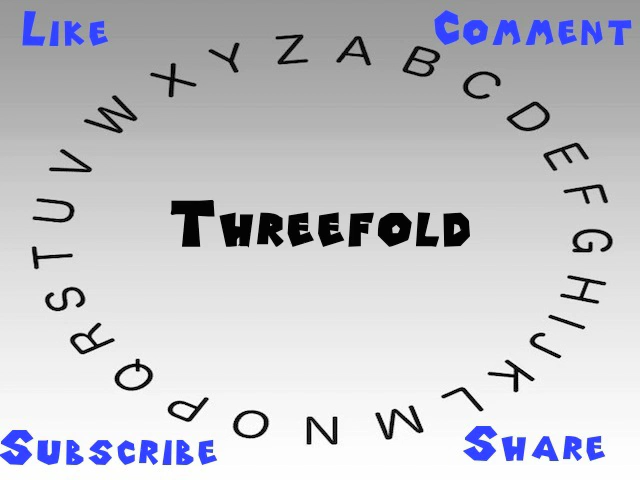 LIKE
COMMENT
A B C D E F G H I J K L M N O P Q R S T U V W X Y Z
THREEFOLD
SUBSCRIBE
SHARE